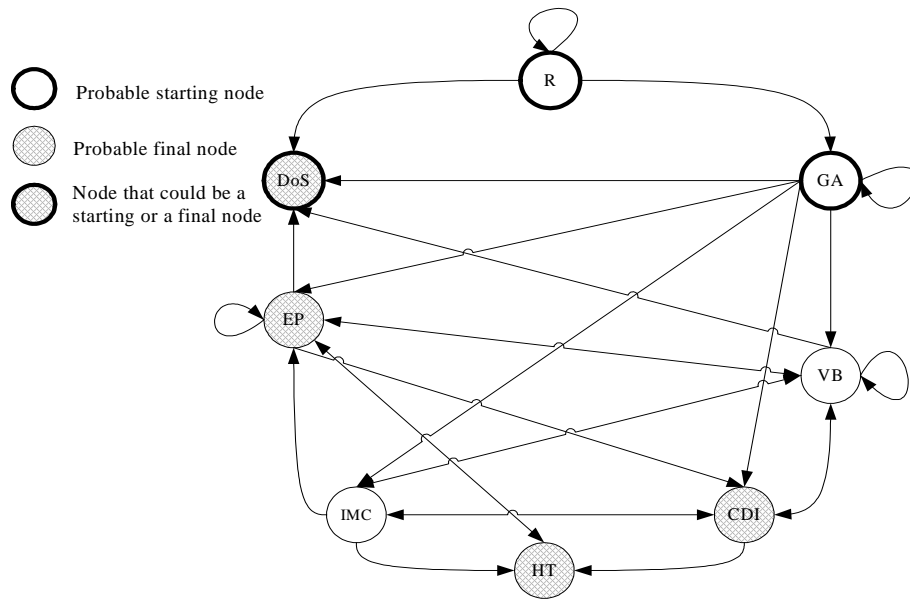 R
Probable starting node
Probable final node
DoS
GA
Node that could be a
starting or a final node
EP
VB
IMC
CDI
HT